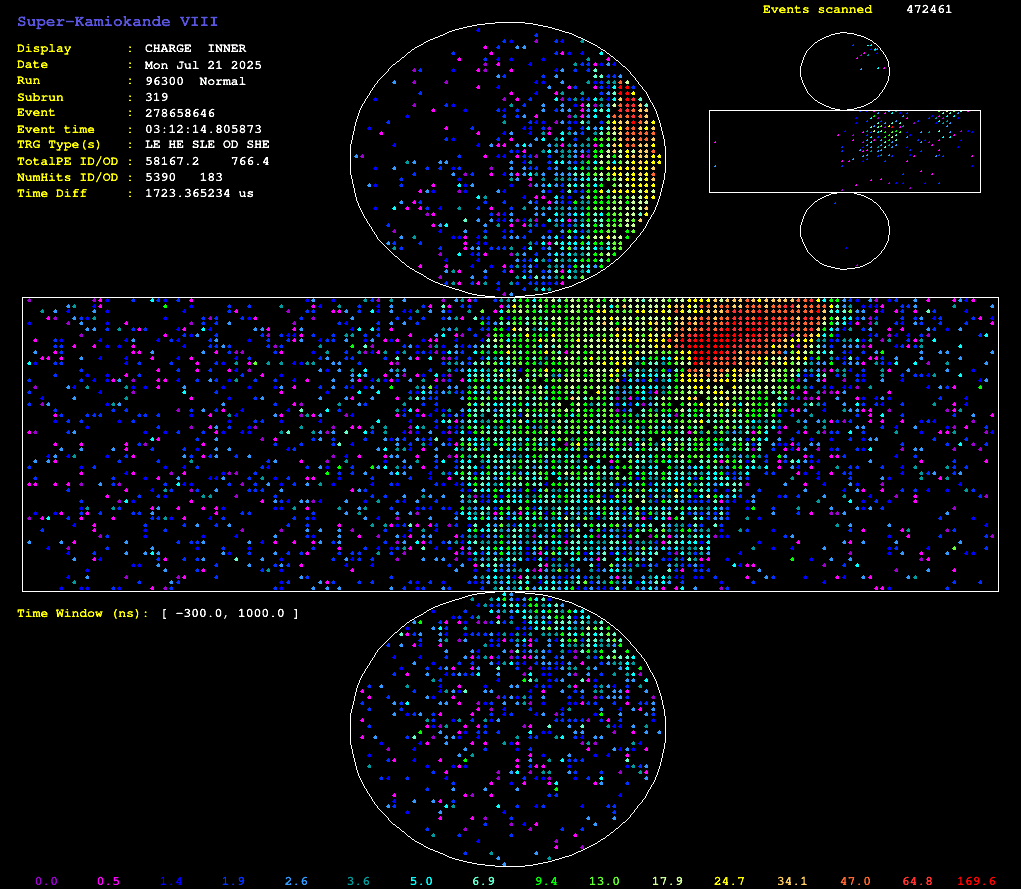 Super-Kamiokande VIII
Events scanned 472461
Display : CHARGE INNER
Date : Mon Jul 21 2025
Run : 96300 Normal
Subrun : 319
Event : 278658646
Event time : 03:12:14.805873
TRG Type(s) : LE HE SLE OD SHE
TotalPE ID/OD : 58167.2 766.4
NumHits ID/OD : 5390 183
Time Diff : 1723.365234 us
Time Window (ns): [ -300.0, 1000.0 ]
0.0 0.5 1.4 1.9 2.6 3.6 5.0 6.9 9.4 13.0 17.9 24.7 34.1 47.0 64.8 169.6